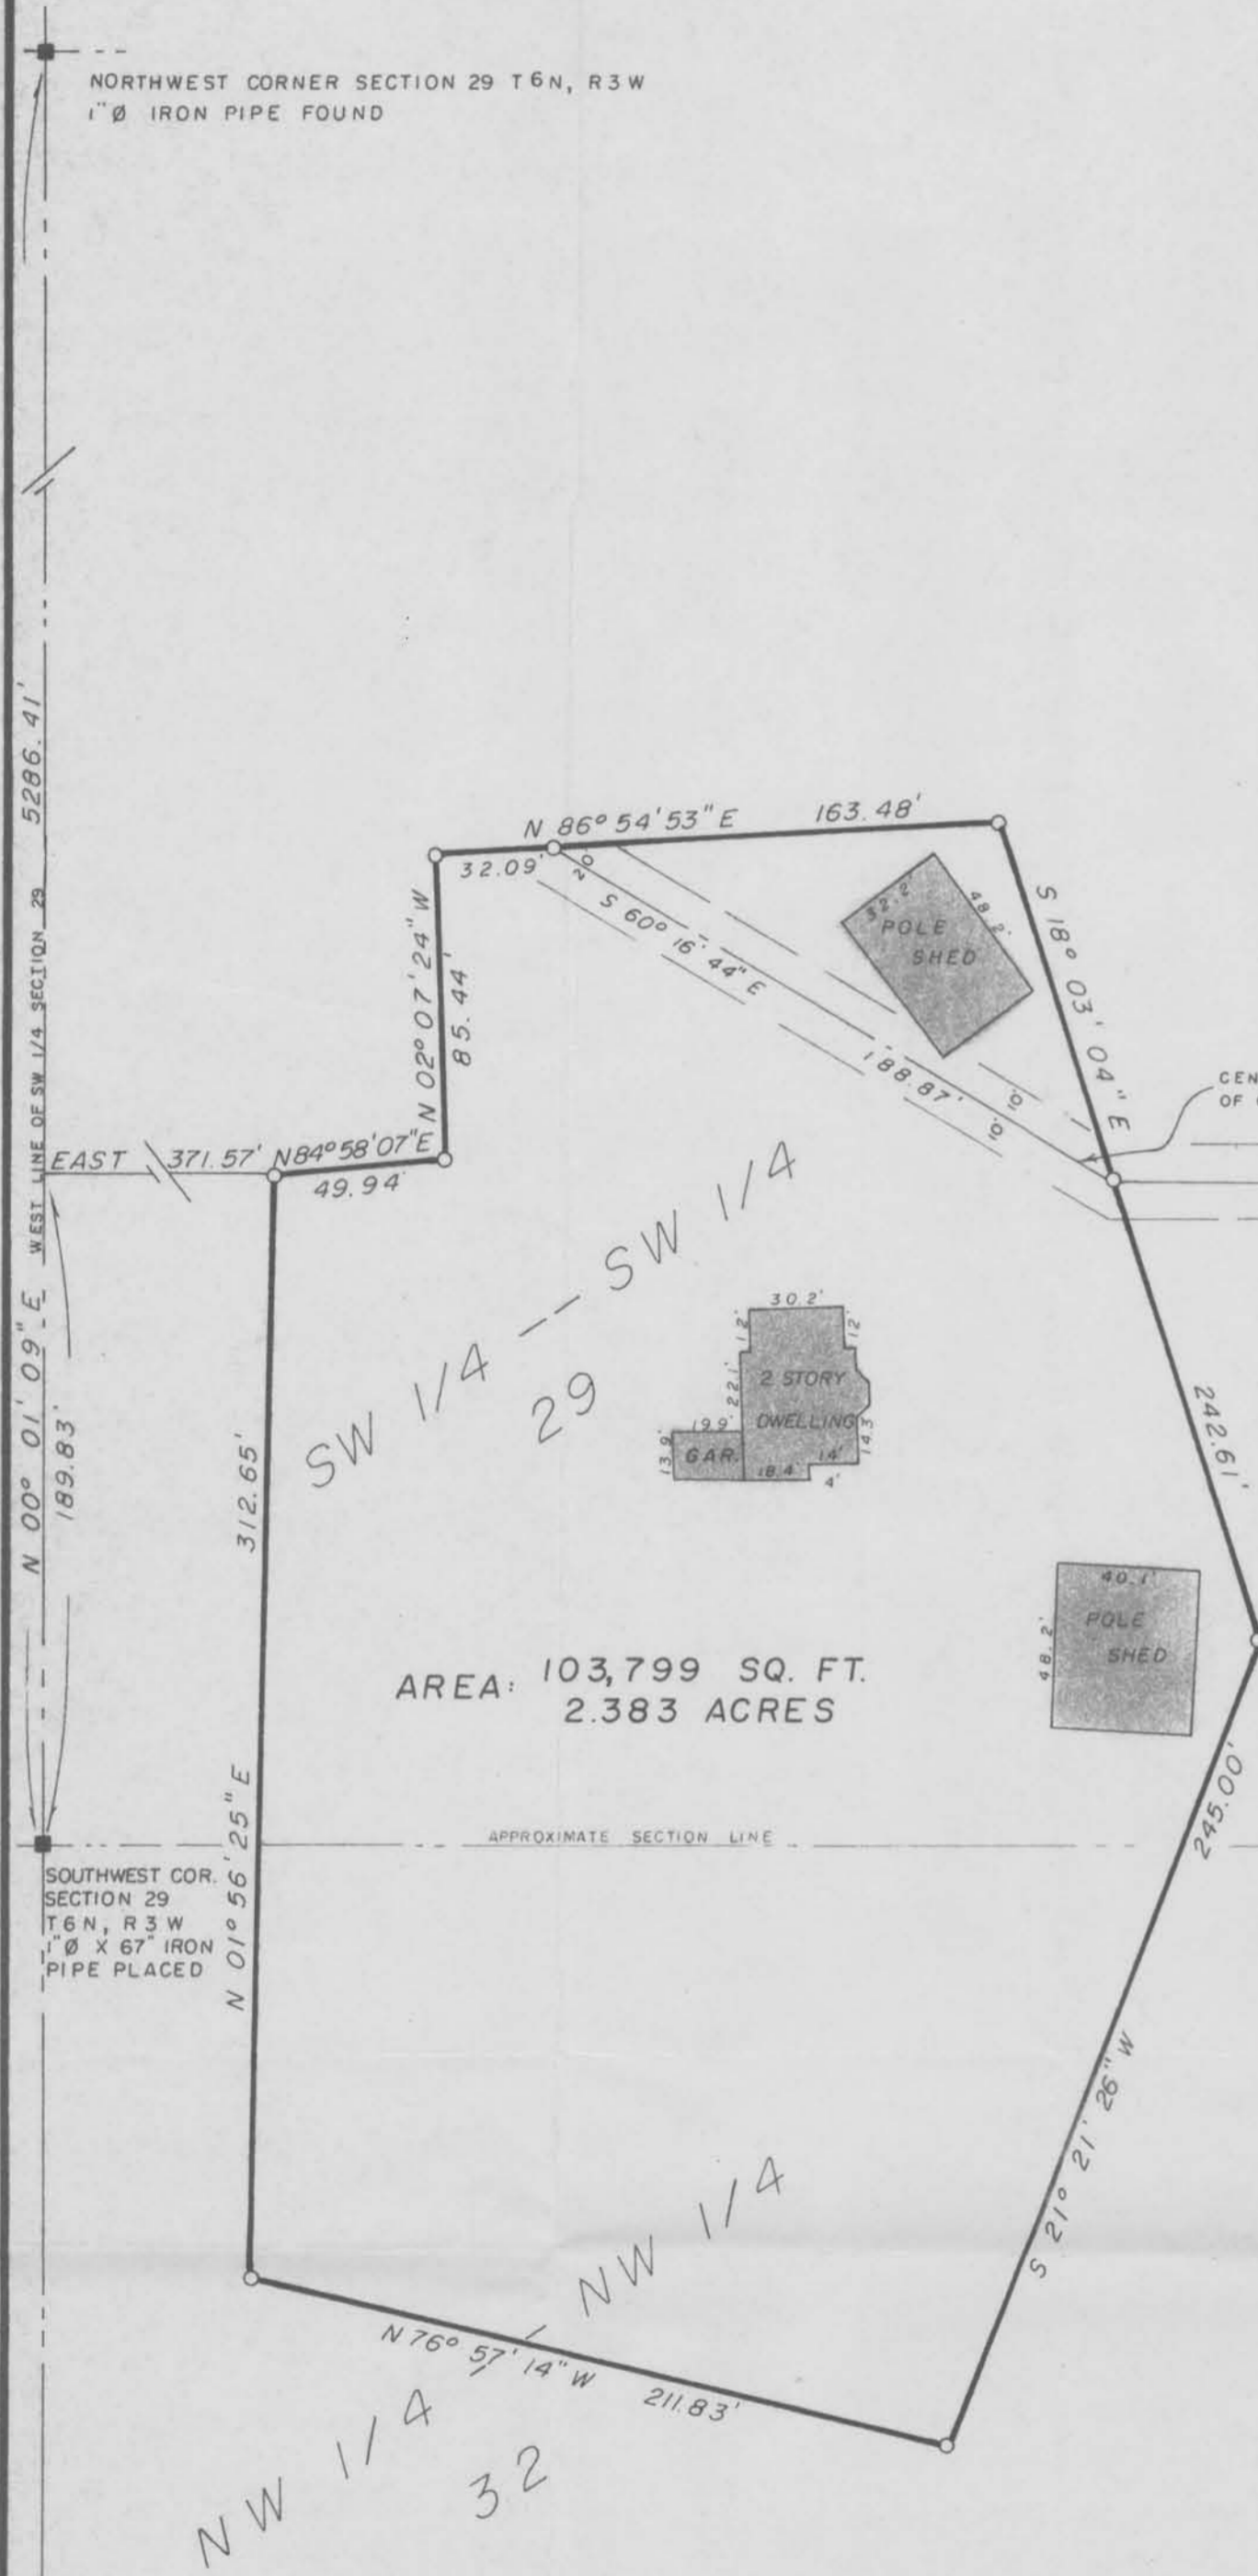 NORTHWEST CORNER SECTION 29 T6N, R3W
1"Ø IRON PIPE FOUND
WEST LINE OF SW 1/4 SECTION 29 5286.41'
N 00° 01' 09" E
189.83'
N 86° 54' 53" E 163.48'
32.09'
20
S 60° 16' 44" E
188.87'
10'
10'
32.2'
48.2'
POLE
SHED
S 18° 03' 04" E
242.61'
CEN
OF
N 02° 07' 24" W
85.44'
EAST 371.57' N84°58'07"E
49.94'
SW 1/4 — SW 1/4
29
30.2'
12'
12'
22.1'
2 STORY
DWELLING
19.9'
13.9'
GAR.
18.4'
14'
14.3'
4'
312.65'
N 01° 56' 25" E
40.1'
48.2'
POLE
SHED
AREA: 103,799 SQ. FT.
2.383 ACRES
245.00'
S 21° 21' 26" W
APPROXIMATE SECTION LINE
SOUTHWEST COR.
SECTION 29
T6N, R3W
1"Ø X 67" IRON
PIPE PLACED
N 76° 57' 14" W
211.83'
NW 1/4 — NW 1/4
32